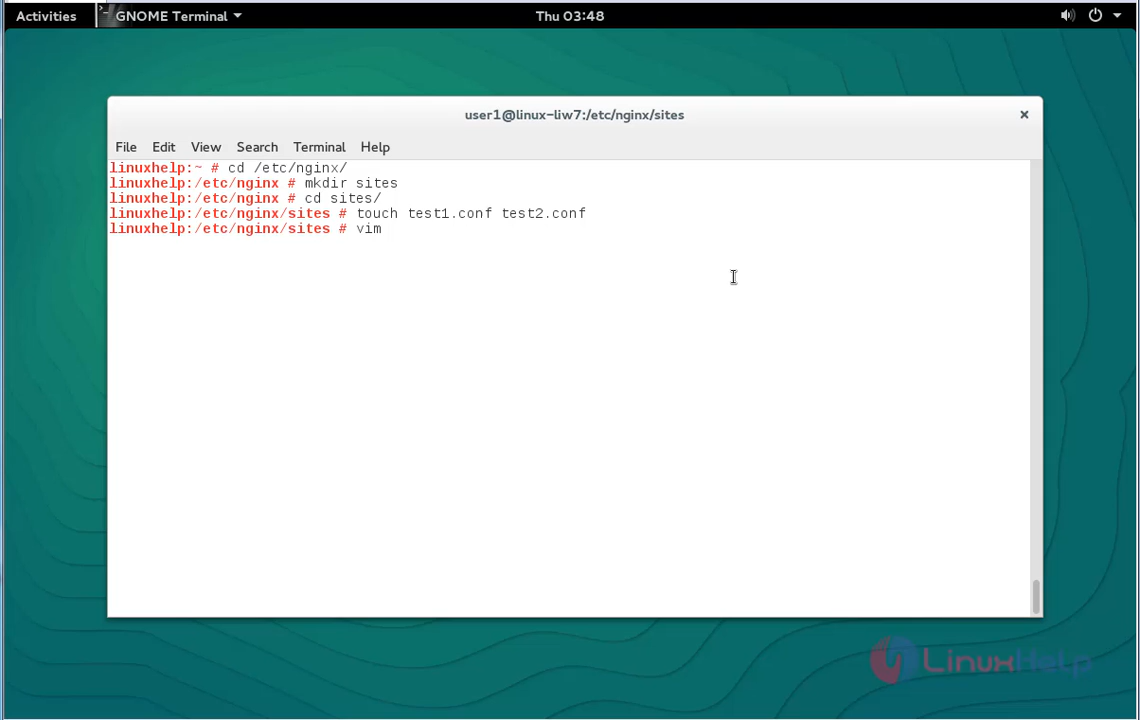 Activities GNOME Terminal Thu 03:48
user1@linux-liw7:/etc/nginx/sites
File Edit View Search Terminal Help
linuxhelp:~ # cd /etc/nginx/
linuxhelp:/etc/nginx # mkdir sites
linuxhelp:/etc/nginx # cd sites/
linuxhelp:/etc/nginx/sites # touch test1.conf test2.conf
linuxhelp:/etc/nginx/sites # vim
LinuxHelp